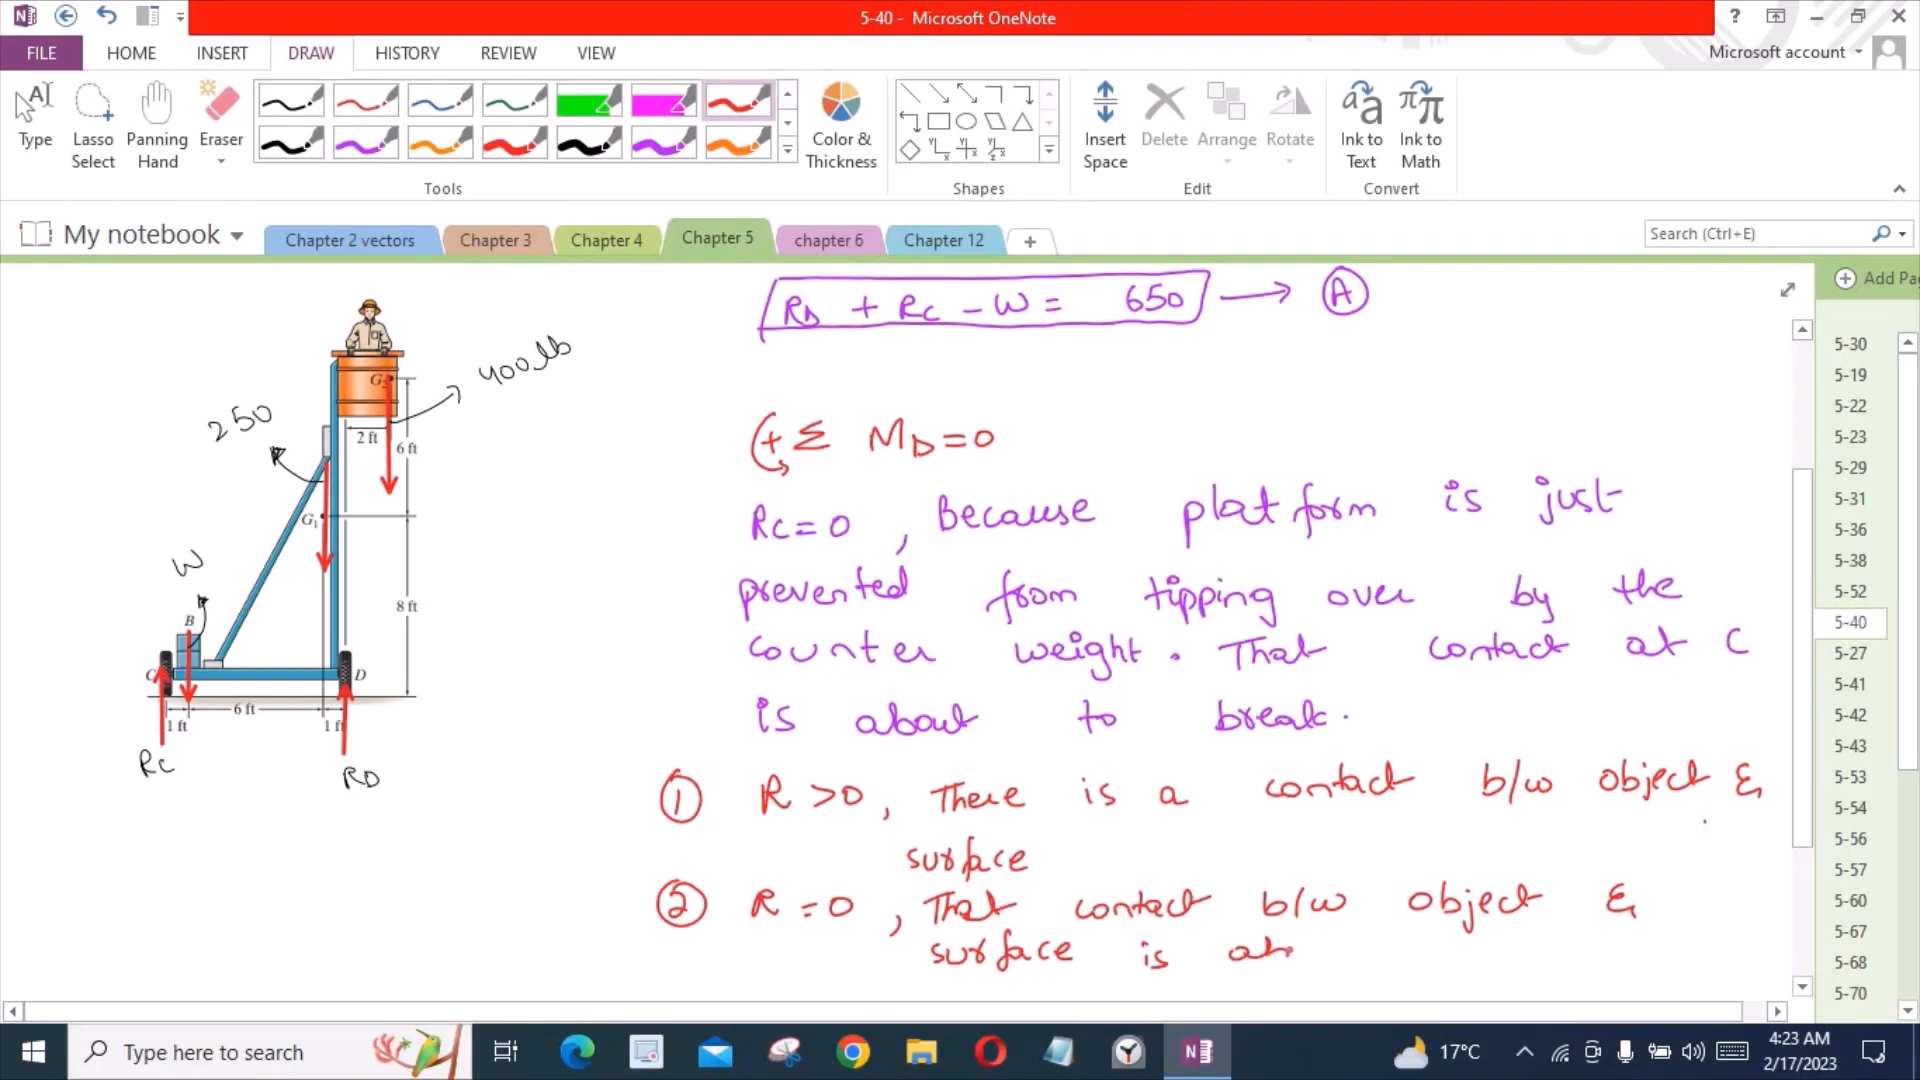 5-40 - Microsoft OneNote
?
FILE
HOME
INSERT
DRAW
HISTORY
REVIEW
VIEW
Microsoft account
Type
Lasso Select
Panning Hand
Eraser
Color & Thickness
Insert Space
Delete
Arrange
Rotate
Ink to Text
Ink to Math
Tools
Shapes
Edit
Convert
My notebook
Chapter 2 vectors
Chapter 3
Chapter 4
Chapter 5
chapter 6
Chapter 12
Search (Ctrl+E)
Add Pa
RD + RC - W = 650 → A
400lb
250
G2
2 ft
6 ft
G1
W
B
8 ft
C
D
6 ft
1 ft
1 ft
RC
RD
+ Σ MD = 0
RC = 0 , Because platform is just
prevented from tipping over by the
counter weight. That contact at C
is about to break.
① R >0 , There is a contact b/w object &
surface
② R = 0 , That contact b/w object &
surface is ab
5-30
5-19
5-22
5-23
5-29
5-31
5-36
5-38
5-52
5-40
5-27
5-41
5-42
5-43
5-53
5-54
5-56
5-57
5-60
5-67
5-68
5-70
Type here to search
17°C
4:23 AM
2/17/2023